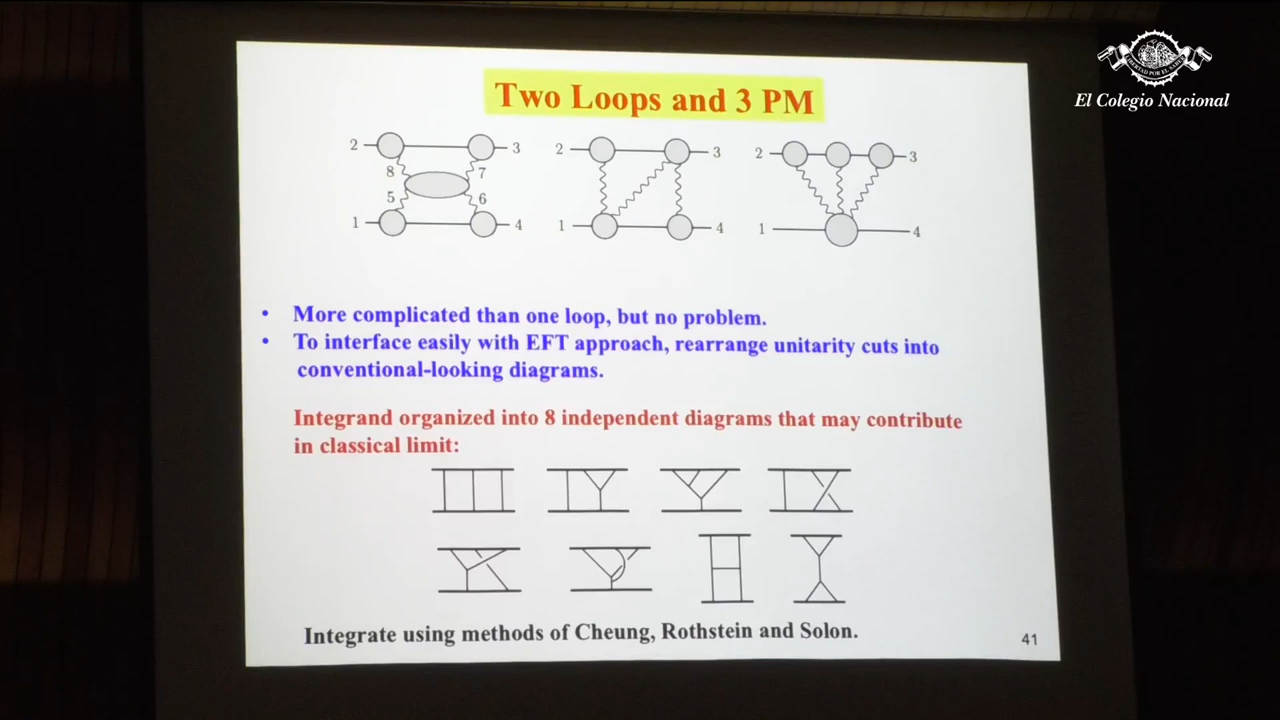 El Colegio Nacional
Two Loops and 3 PM
2 3 8 7 5 6 1 4
2 3 1 4
2 3 1 4
• More complicated than one loop, but no problem.
• To interface easily with EFT approach, rearrange unitarity cuts into
conventional-looking diagrams.
Integrand organized into 8 independent diagrams that may contribute
in classical limit:
Integrate using methods of Cheung, Rothstein and Solon.
41